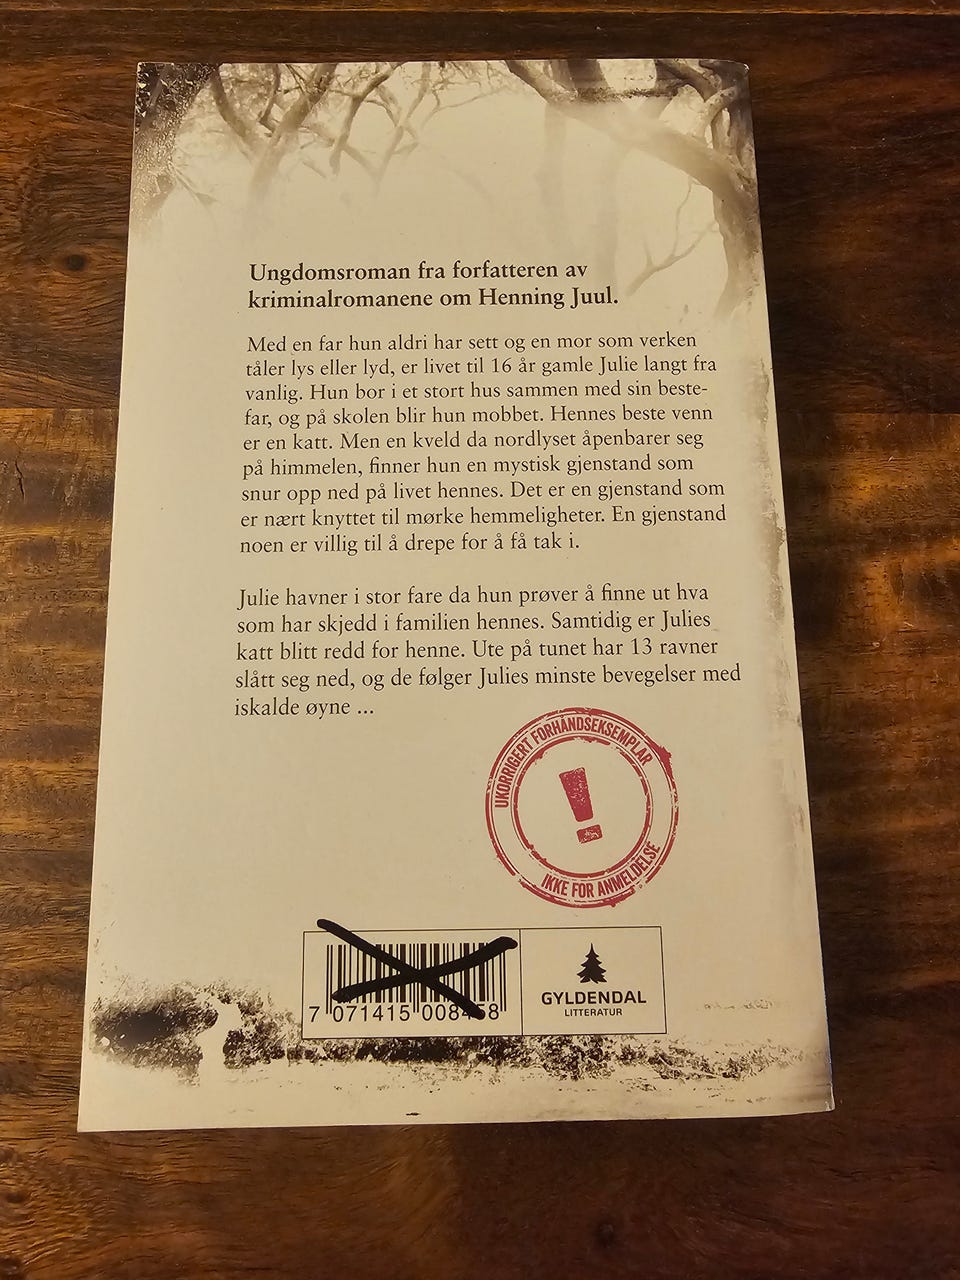 Ungdomsroman fra forfatteren av
kriminalromanene om Henning Juul.
Med en far hun aldri har sett og en mor som verken
tåler lys eller lyd, er livet til 16 år gamle Julie langt fra
vanlig. Hun bor i et stort hus sammen med sin beste-
far, og på skolen blir hun mobbet. Hennes beste venn
er en katt. Men en kveld da nordlyset åpenbarer seg
på himmelen, finner hun en mystisk gjenstand som
snur opp ned på livet hennes. Det er en gjenstand som
er nært knyttet til mørke hemmeligheter. En gjenstand
noen er villig til å drepe for å få tak i.
Julie havner i stor fare da hun prøver å finne ut hva
som har skjedd i familien hennes. Samtidig er Julies
katt blitt redd for henne. Ute på tunet har 13 ravner
slått seg ned, og de følger Julies minste bevegelser med
iskalde øyne ...
UKORRIGERT FORHÅNDSEKSEMPLAR
!
IKKE FOR ANMELDELSE
7 071415 008458
GYLDENDAL
LITTERATUR